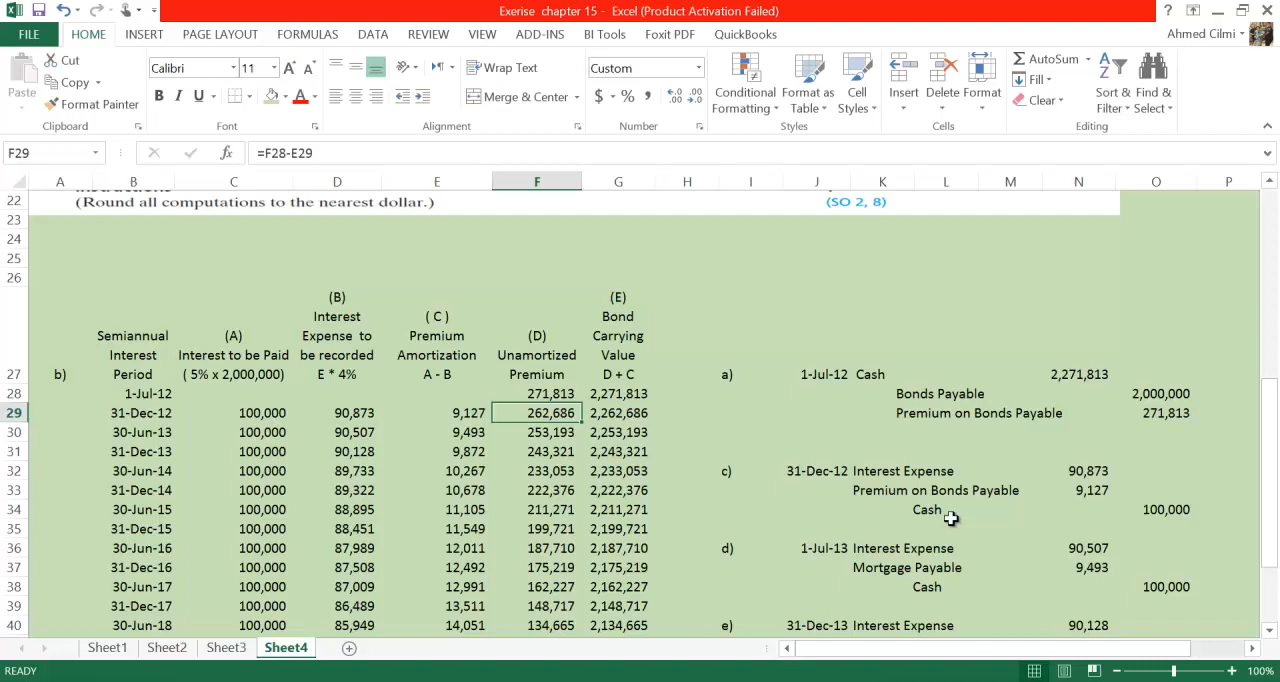 Exerise chapter 15 - Excel (Product Activation Failed)
FILE HOME INSERT PAGE LAYOUT FORMULAS DATA REVIEW VIEW ADD-INS BI Tools Foxit PDF QuickBooks Ahmed Cilmi
Cut
Copy
Format Painter
Paste
Clipboard
Calibri 11
B I U
Font
Wrap Text
Merge & Center
Alignment
Custom
$ % ,
Number
Conditional Formatting
Format as Table
Cell Styles
Styles
Insert Delete Format
Cells
AutoSum
Fill
Clear
Sort & Filter
Find & Select
Editing
F29 fx =F28-E29
A B C D E F G H I J K L M N O P
22 (Round all computations to the nearest dollar.) (SO 2, 8)
23
24
25
26
(B) (E)
Interest ( C ) Bond
Semiannual (A) Expense to Premium (D) Carrying
Interest Interest to be Paid be recorded Amortization Unamortized Value
27 b) Period ( 5% x 2,000,000) E * 4% A - B Premium D + C a) 1-Jul-12 Cash 2,271,813
28 1-Jul-12 271,813 2,271,813 Bonds Payable 2,000,000
29 31-Dec-12 100,000 90,873 9,127 262,686 2,262,686 Premium on Bonds Payable 271,813
30 30-Jun-13 100,000 90,507 9,493 253,193 2,253,193
31 31-Dec-13 100,000 90,128 9,872 243,321 2,243,321
32 30-Jun-14 100,000 89,733 10,267 233,053 2,233,053 c) 31-Dec-12 Interest Expense 90,873
33 31-Dec-14 100,000 89,322 10,678 222,376 2,222,376 Premium on Bonds Payable 9,127
34 30-Jun-15 100,000 88,895 11,105 211,271 2,211,271 Cash 100,000
35 31-Dec-15 100,000 88,451 11,549 199,721 2,199,721
36 30-Jun-16 100,000 87,989 12,011 187,710 2,187,710 d) 1-Jul-13 Interest Expense 90,507
37 31-Dec-16 100,000 87,508 12,492 175,219 2,175,219 Mortgage Payable 9,493
38 30-Jun-17 100,000 87,009 12,991 162,227 2,162,227 Cash 100,000
39 31-Dec-17 100,000 86,489 13,511 148,717 2,148,717
40 30-Jun-18 100,000 85,949 14,051 134,665 2,134,665 e) 31-Dec-13 Interest Expense 90,128
Sheet1 Sheet2 Sheet3 Sheet4
READY 100%